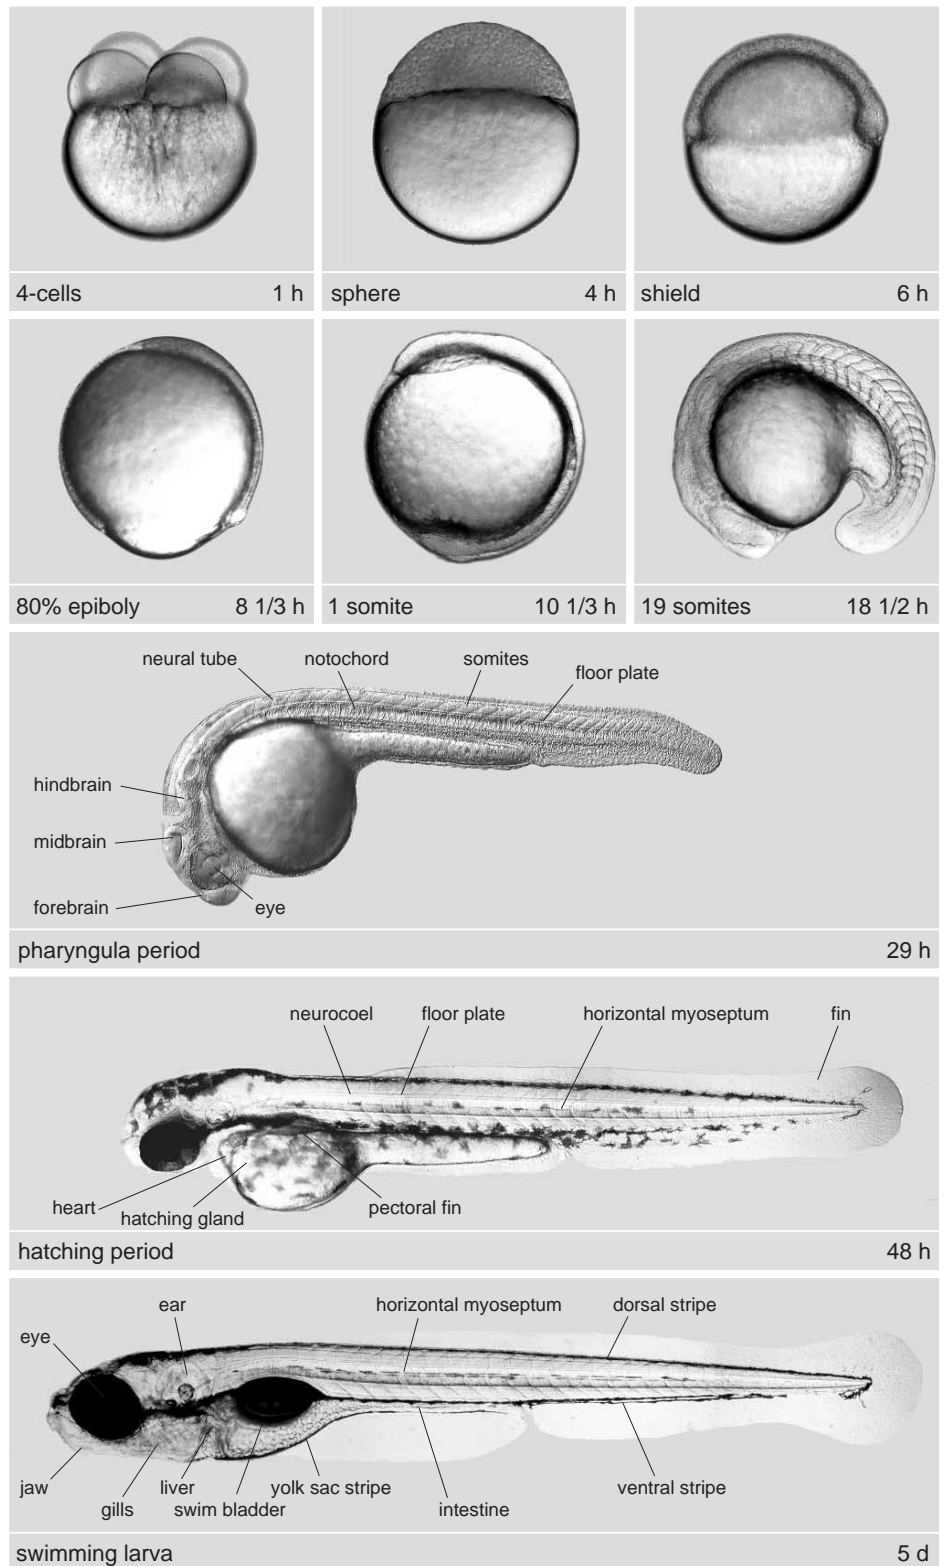 4-cells 1 h
sphere 4 h
shield 6 h
80% epiboly 8 1/3 h
1 somite 10 1/3 h
19 somites 18 1/2 h
neural tube
notochord
somites
floor plate
hindbrain
midbrain
forebrain
eye
pharyngula period 29 h
neurocoel
floor plate
horizontal myoseptum
fin
heart
hatching gland
pectoral fin
hatching period 48 h
ear
horizontal myoseptum
dorsal stripe
eye
jaw
gills
liver
swim bladder
yolk sac stripe
intestine
ventral stripe
swimming larva 5 d